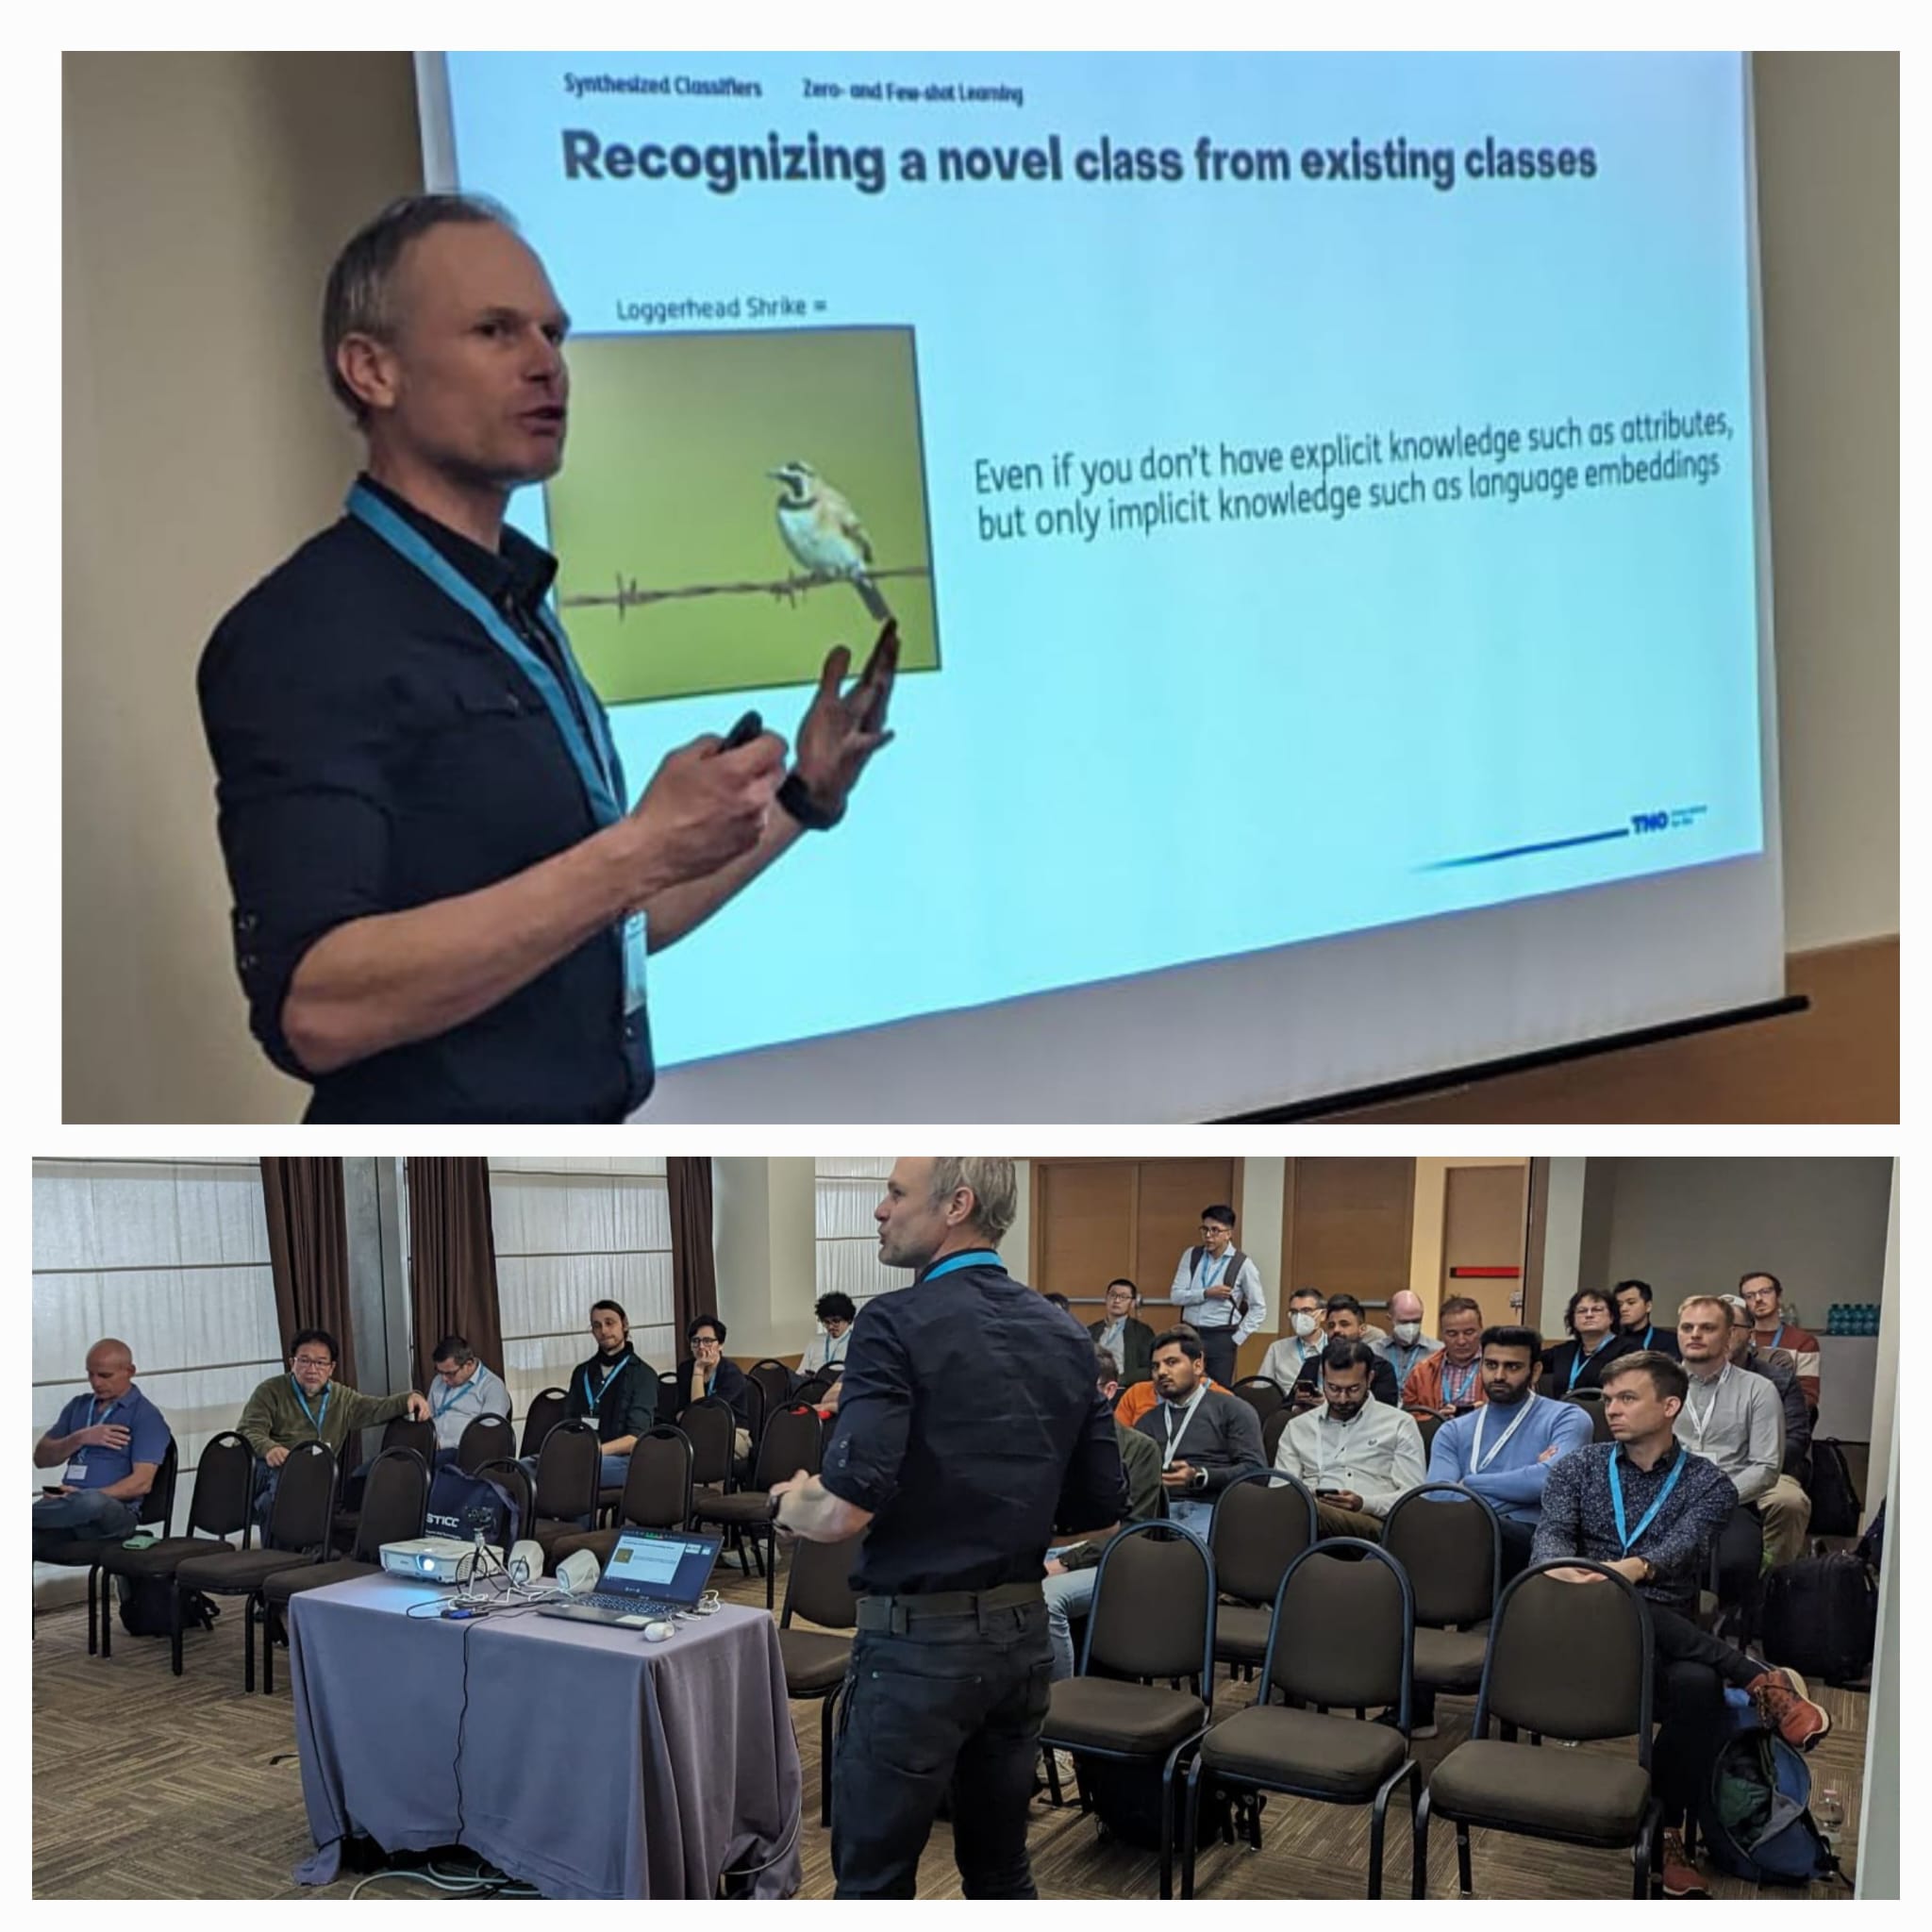 Synthesized Classifiers Zero- and Few-shot Learning
Recognizing a novel class from existing classes
Loggerhead Shrike =
Even if you don't have explicit knowledge such as attributes,
but only implicit knowledge such as language embeddings
TNO
STICC